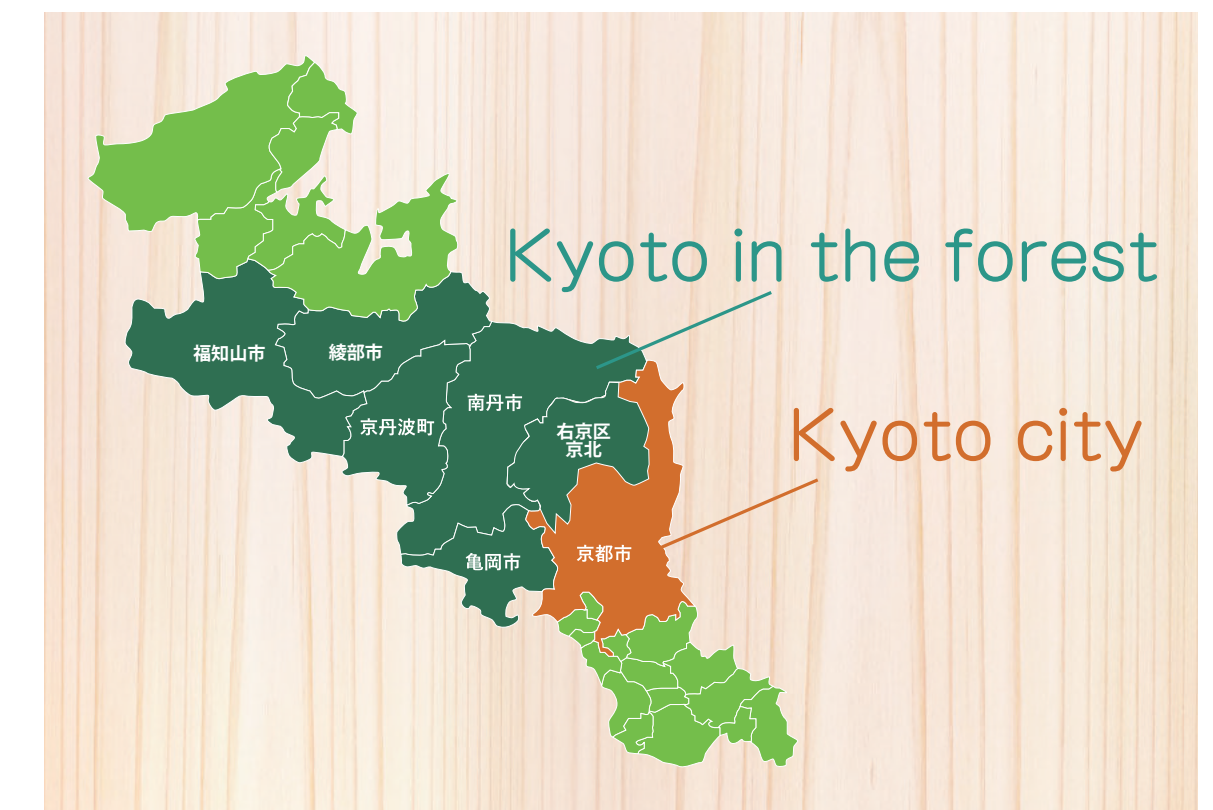 Kyoto in the forest
福知山市
綾部市
南丹市
京丹波町
右京区
京北
Kyoto city
京都市
亀岡市